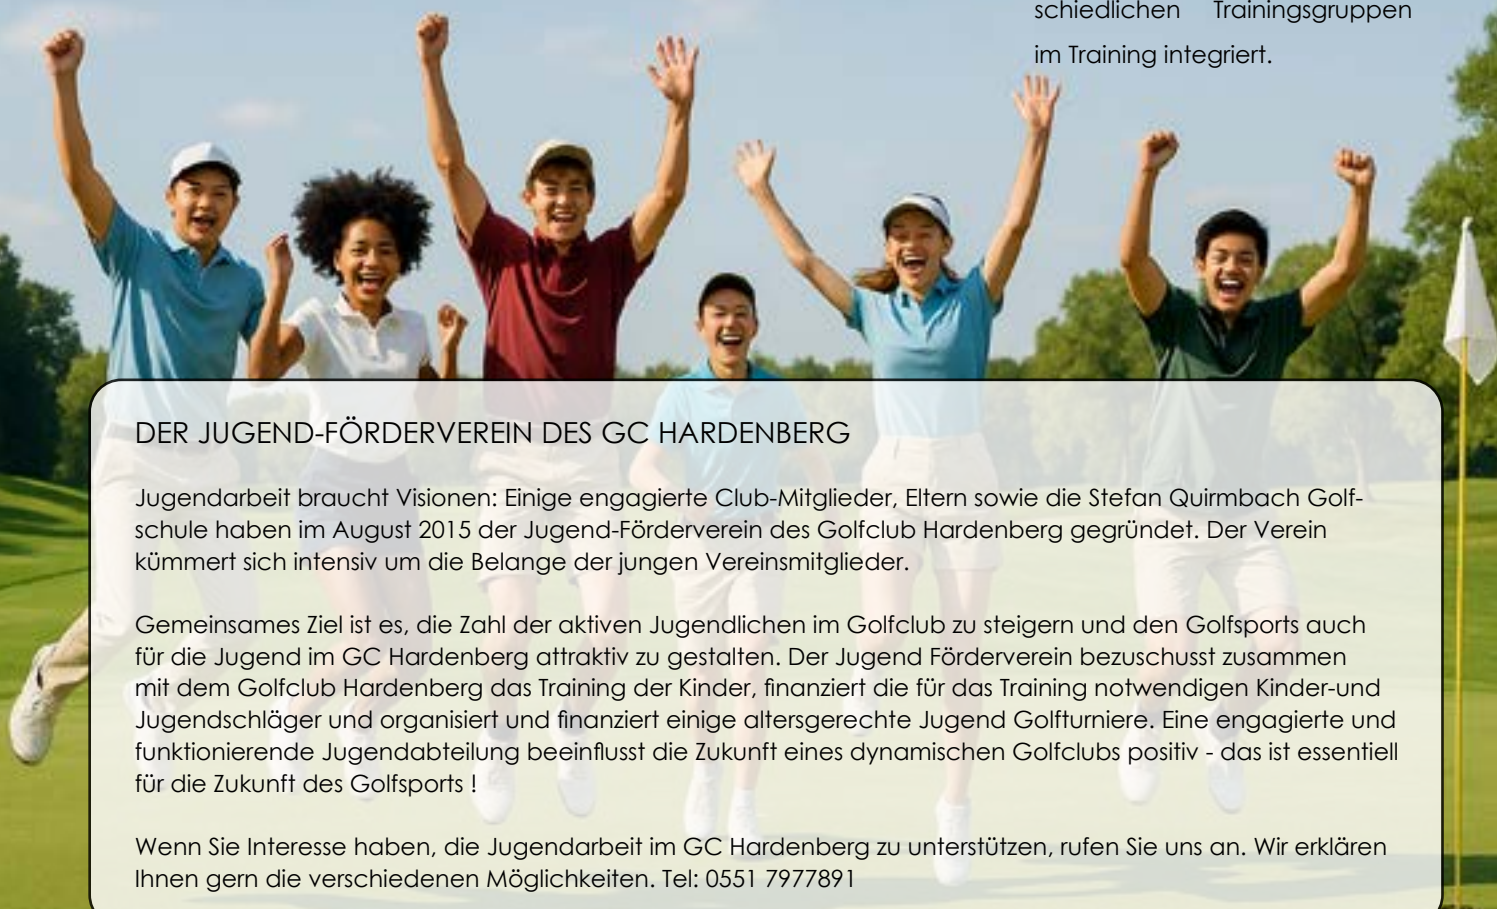 schiedlichen Trainingsgruppen
im Training integriert.
DER JUGEND-FÖRDERVEREIN DES GC HARDENBERG
Jugendarbeit braucht Visionen: Einige engagierte Club-Mitglieder, Eltern sowie die Stefan Quirmbach Golf-
schule haben im August 2015 der Jugend-Förderverein des Golfclub Hardenberg gegründet. Der Verein
kümmert sich intensiv um die Belange der jungen Vereinsmitglieder.
Gemeinsames Ziel ist es, die Zahl der aktiven Jugendlichen im Golfclub zu steigern und den Golfsports auch
für die Jugend im GC Hardenberg attraktiv zu gestalten. Der Jugend Förderverein bezuschusst zusammen
mit dem Golfclub Hardenberg das Training der Kinder, finanziert die für das Training notwendigen Kinder-und
Jugendschläger und organisiert und finanziert einige altersgerechte Jugend Golfturniere. Eine engagierte und
funktionierende Jugendabteilung beeinflusst die Zukunft eines dynamischen Golfclubs positiv - das ist essentiell
für die Zukunft des Golfsports !
Wenn Sie Interesse haben, die Jugendarbeit im GC Hardenberg zu unterstützen, rufen Sie uns an. Wir erklären
Ihnen gern die verschiedenen Möglichkeiten. Tel: 0551 7977891